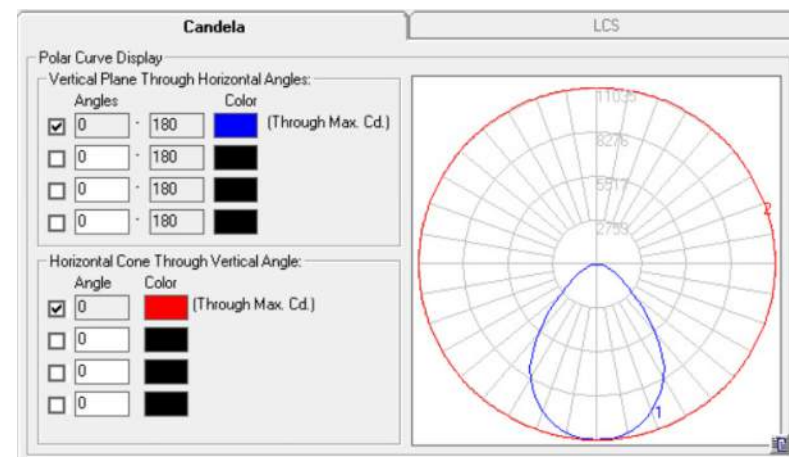 Candela
LCS
Polar Curve Display
Vertical Plane Through Horizontal Angles:
Angles Color
0 - 180 (Through Max. Cd.)
0 - 180
0 - 180
0 - 180
Horizontal Cone Through Vertical Angle:
Angle Color
0 (Through Max. Cd.)
0
0
0
11035
8276
5517
2759
2
1